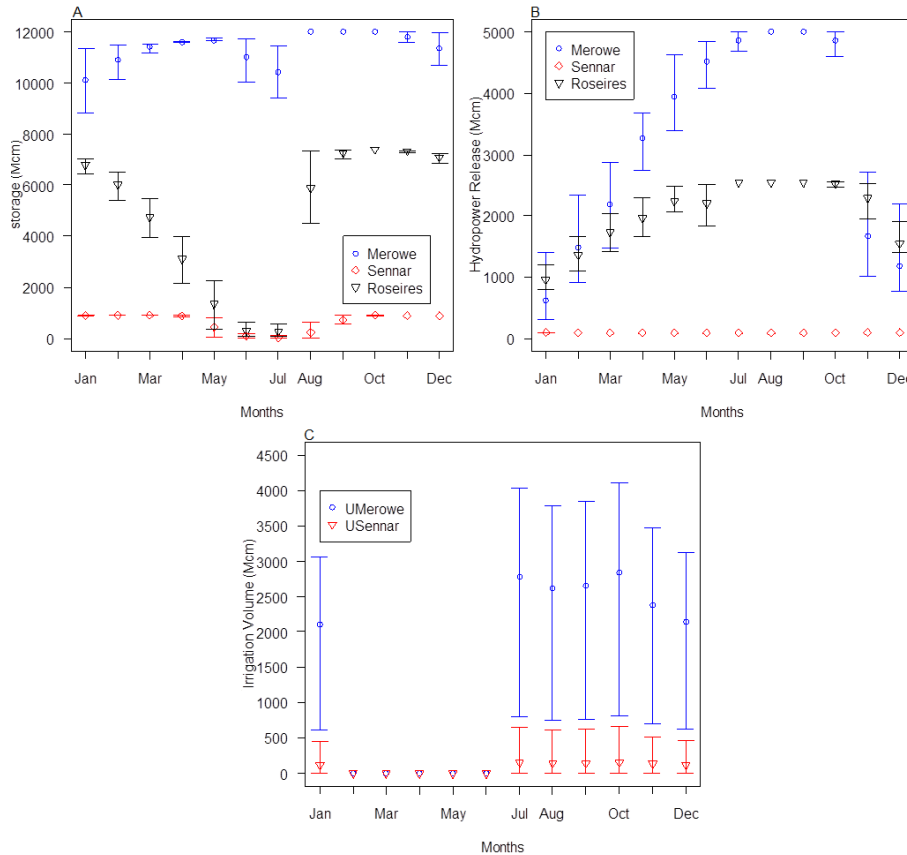 A
storage (Mcm)
12000
10000
8000
6000
4000
2000
0
Merowe
Sennar
Roseires
Jan Mar May Jul Aug Oct Dec
Months
B
Hydropower Release (Mcm)
5000
4000
3000
2000
1000
0
Merowe
Sennar
Roseires
Jan Mar May Jul Aug Oct Dec
Months
C
Irrigation Volume (Mcm)
4500
4000
3500
3000
2500
2000
1500
1000
500
0
UMerowe
USennar
Jan Mar May Jul Aug Oct Dec
Months